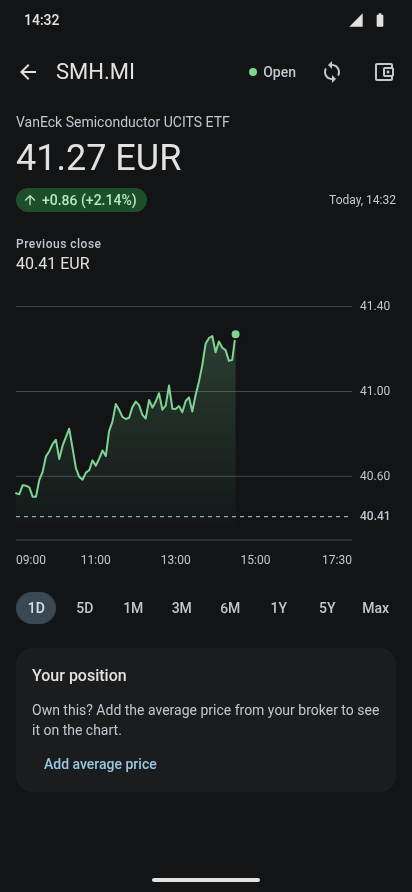 14:32
SMH.MI
Open
VanEck Semiconductor UCITS ETF
41.27 EUR
+0.86 (+2.14%)
Today, 14:32
Previous close
40.41 EUR
41.40
41.00
40.60
40.41
09:00 11:00 13:00 15:00 17:30
1D 5D 1M 3M 6M 1Y 5Y Max
Your position
Own this? Add the average price from your broker to see
it on the chart.
Add average price